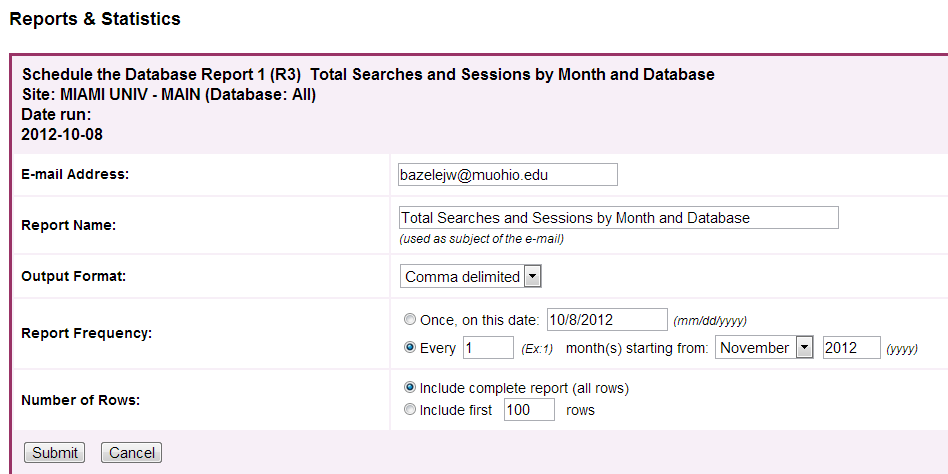 Reports & Statistics
Schedule the Database Report 1 (R3) Total Searches and Sessions by Month and Database
Site: MIAMI UNIV - MAIN (Database: All)
Date run:
2012-10-08
E-mail Address: bazelejw@muohio.edu
Report Name: Total Searches and Sessions by Month and Database
(used as subject of the e-mail)
Output Format: Comma delimited
Report Frequency:
Once, on this date: 10/8/2012 (mm/dd/yyyy)
Every 1 (Ex:1) month(s) starting from: November 2012 (yyyy)
Number of Rows:
Include complete report (all rows)
Include first 100 rows
Submit Cancel